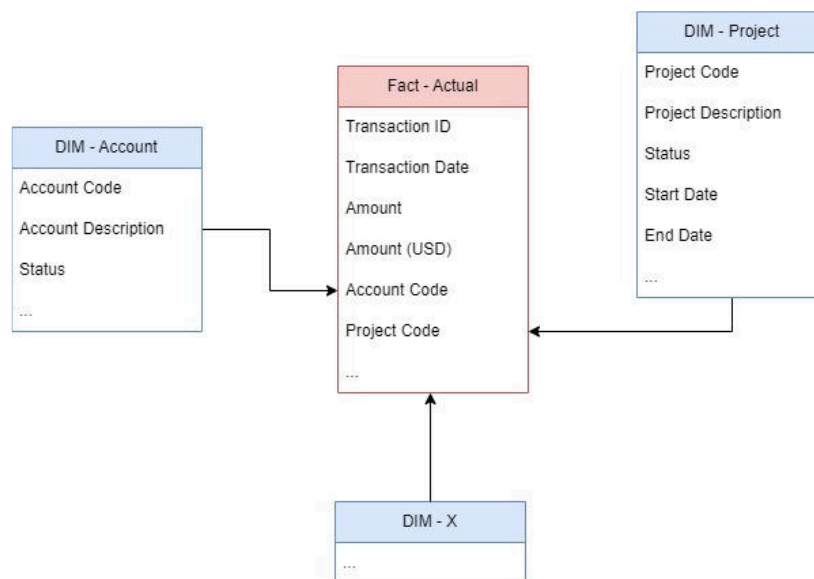 DIM - Project
Project Code
Project Description
Status
Start Date
End Date
...
Fact - Actual
Transaction ID
Transaction Date
Amount
Amount (USD)
Account Code
Project Code
...
DIM - Account
Account Code
Account Description
Status
...
DIM - X
...